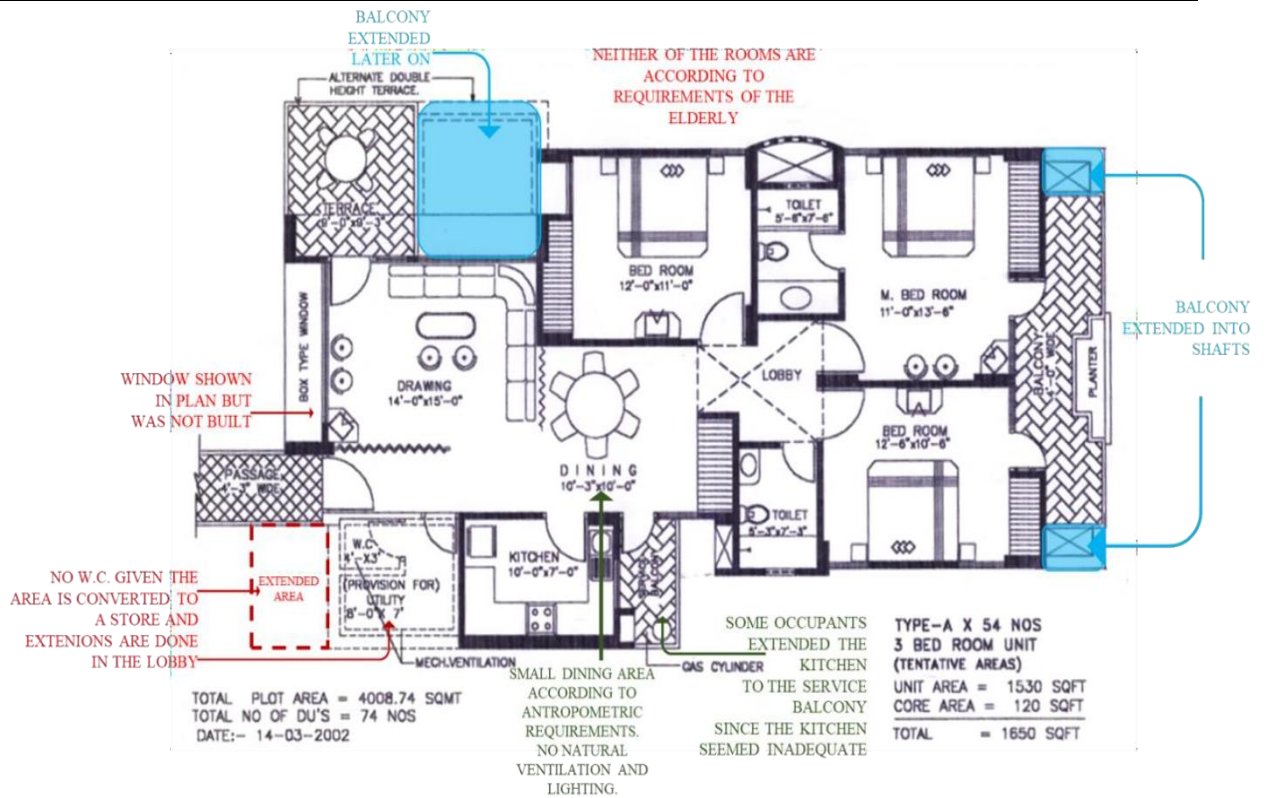 BALCONY
EXTENDED
LATER ON
NEITHER OF THE ROOMS ARE
ACCORDING TO
REQUIREMENTS OF THE
ELDERLY
ALTERNATE DOUBLE
HEIGHT TERRACE.
TERRACE
9'-0"x9'-3"
TOILET
5'-6"x7'-6"
BED ROOM
12'-0"x11'-0"
M. BED ROOM
11'-0"x13'-6"
BALCONY
EXTENDED INTO
SHAFTS
BOX TYPE WINDOW
BALCONY
4'-0" WIDE
PLANTER
WINDOW SHOWN
IN PLAN BUT
WAS NOT BUILT
DRAWING
14'-0"x15'-0"
LOBBY
BED ROOM
12'-6"x10'-6"
DINING
10'-3"x10'-0"
PASSAGE
4'-3" WIDE
TOILET
5'-3"x7'-3"
W.C.
4'-X3'
KITCHEN
10'-0"x7'-0"
SERVICE
BALCONY
(PROVISION FOR)
UTILITY
8'-0"X 7'
NO W.C. GIVEN THE
AREA IS CONVERTED TO
A STORE AND
EXTENIONS ARE DONE
IN THE LOBBY
EXTENDED
AREA
MECH.VENTILATION
GAS CYLINDER
SMALL DINING AREA
ACCORDING TO
ANTROPOMETRIC
REQUIREMENTS.
NO NATURAL
VENTILATION AND
LIGHTING.
SOME OCCUPANTS
EXTENDED THE
KITCHEN
TO THE SERVICE
BALCONY
SINCE THE KITCHEN
SEEMED INADEQUATE
TYPE-A X 54 NOS
3 BED ROOM UNIT
(TENTATIVE AREAS)
UNIT AREA = 1530 SQFT
CORE AREA = 120 SQFT
TOTAL = 1650 SQFT
TOTAL PLOT AREA = 4008.74 SQMT
TOTAL NO OF DU'S = 74 NOS
DATE:- 14-03-2002